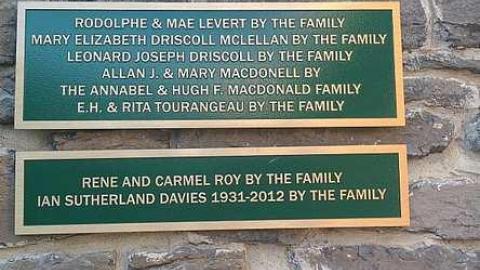 RODOLPHE & MAE LEVERT BY THE FAMILY
MARY ELIZABETH DRISCOLL MCLELLAN BY THE FAMILY
LEONARD JOSEPH DRISCOLL BY THE FAMILY
ALLAN J. & MARY MACDONELL BY
THE ANNABEL & HUGH F. MACDONALD FAMILY
E.H. & RITA TOURANGEAU BY THE FAMILY
RENE AND CARMEL ROY BY THE FAMILY
IAN SUTHERLAND DAVIES 1931-2012 BY THE FAMILY